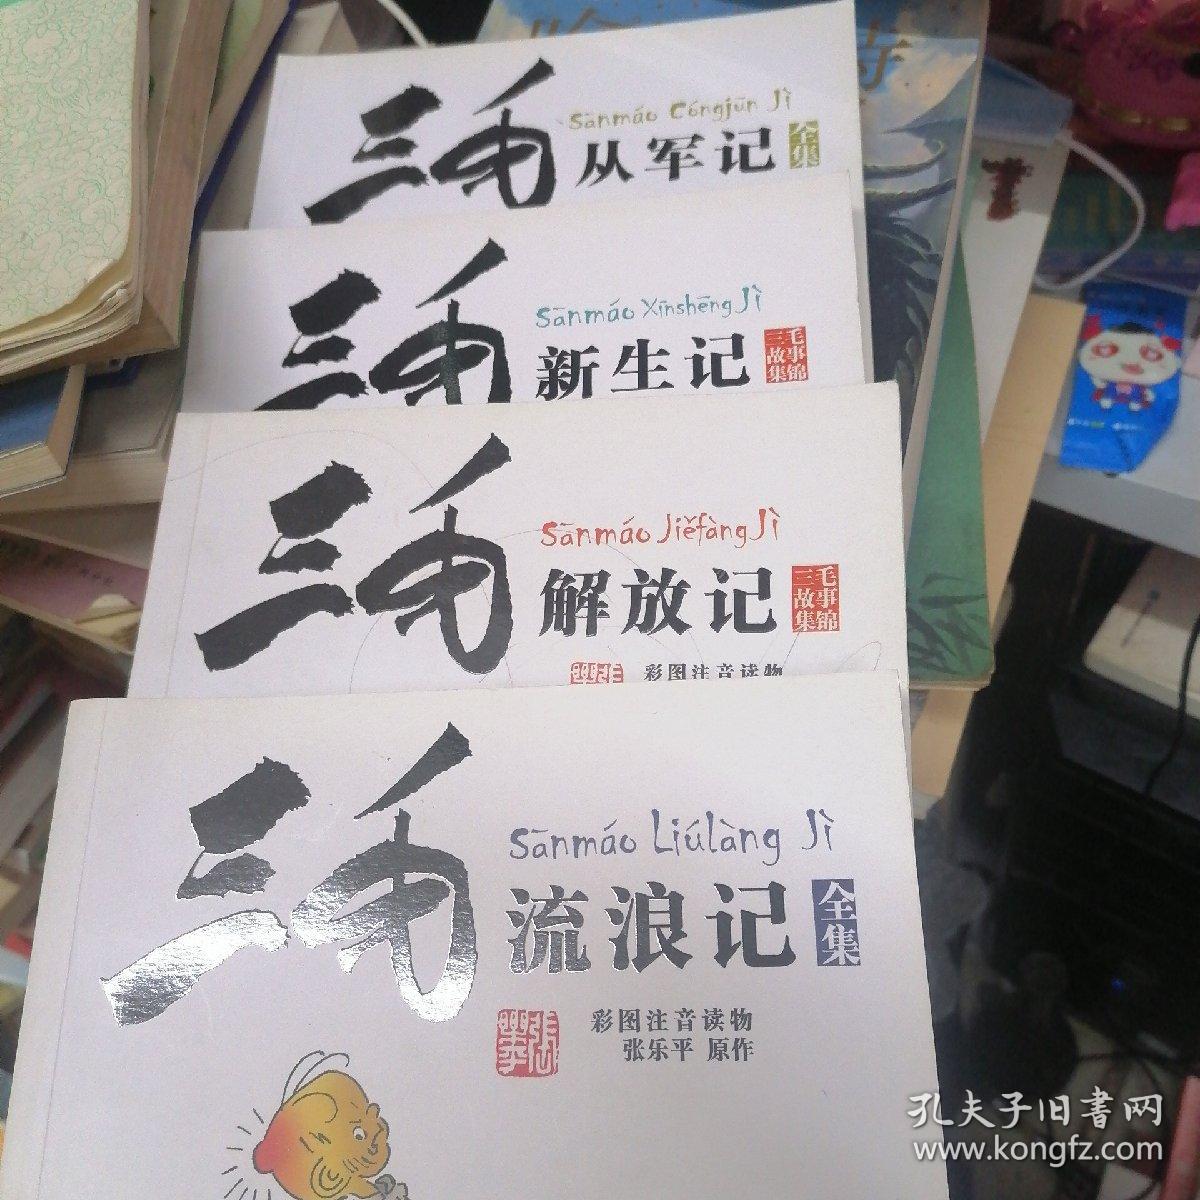 三毛
Sānmáo Cóngjūn Jì
从军记
全集
三毛
Sānmáo Xīnshēng Jì
新生记
三毛故事集锦
三毛
Sānmáo Jiěfàng Jì
解放记
三毛故事集锦
彩图注音读物
三毛
Sānmáo Liúlàng Jì
流浪记
全集
彩图注音读物
张乐平 原作
孔夫子旧书网
www.kongfz.com